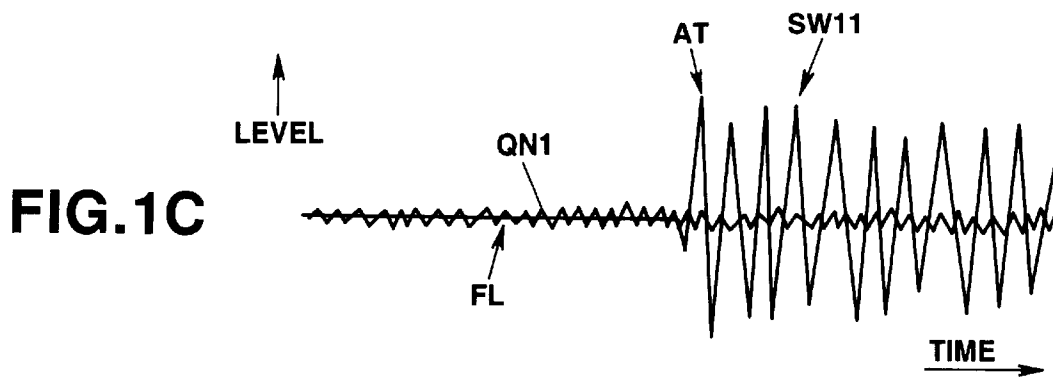 AT
SW11
LEVEL
QN1
FIG.1C
FL
TIME